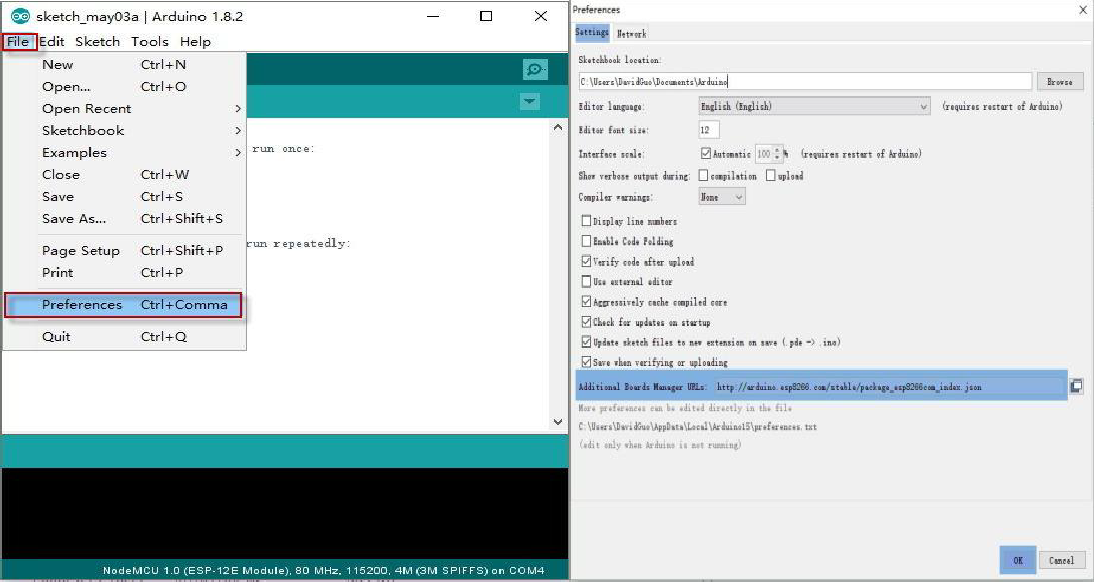 sketch_may03a | Arduino 1.8.2
File Edit Sketch Tools Help
New Ctrl+N
Open... Ctrl+O
Open Recent
Sketchbook
Examples
Close Ctrl+W
Save Ctrl+S
Save As... Ctrl+Shift+S
Page Setup Ctrl+Shift+P
Print Ctrl+P
Preferences Ctrl+Comma
Quit Ctrl+Q
run once:
run repeatedly:
NodeMCU 1.0 (ESP-12E Module), 80 MHz, 115200, 4M (3M SPIFFS) on COM4
Preferences
Settings Network
Sketchbook location:
C:\Users\DavidGuo\Documents\Arduino Browse
Editor language: English (English) (requires restart of Arduino)
Editor font size: 12
Interface scale: Automatic 100 % (requires restart of Arduino)
Show verbose output during: compilation upload
Compiler warnings: None
Display line numbers
Enable Code Folding
Verify code after upload
Use external editor
Aggressively cache compiled core
Check for updates on startup
Update sketch files to new extension on save (.pde -> .ino)
Save when verifying or uploading
Additional Boards Manager URLs: http://arduino.esp8266.com/stable/package_esp8266com_index.json
More preferences can be edited directly in the file
C:\Users\DavidGuo\AppData\Local\Arduino15\preferences.txt
(edit only when Arduino is not running)
OK Cancel